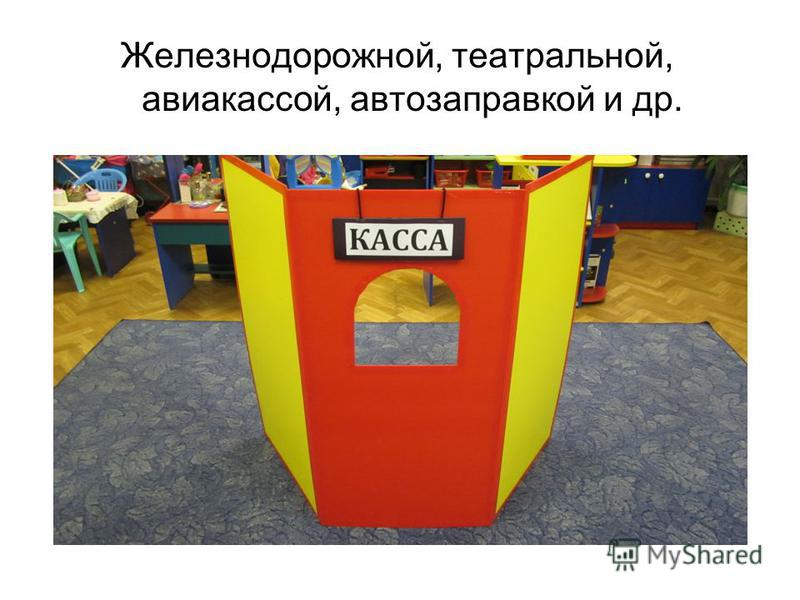 Железнодорожной, театральной,
авиакассой, автозаправкой и др.
КАССА
MyShared